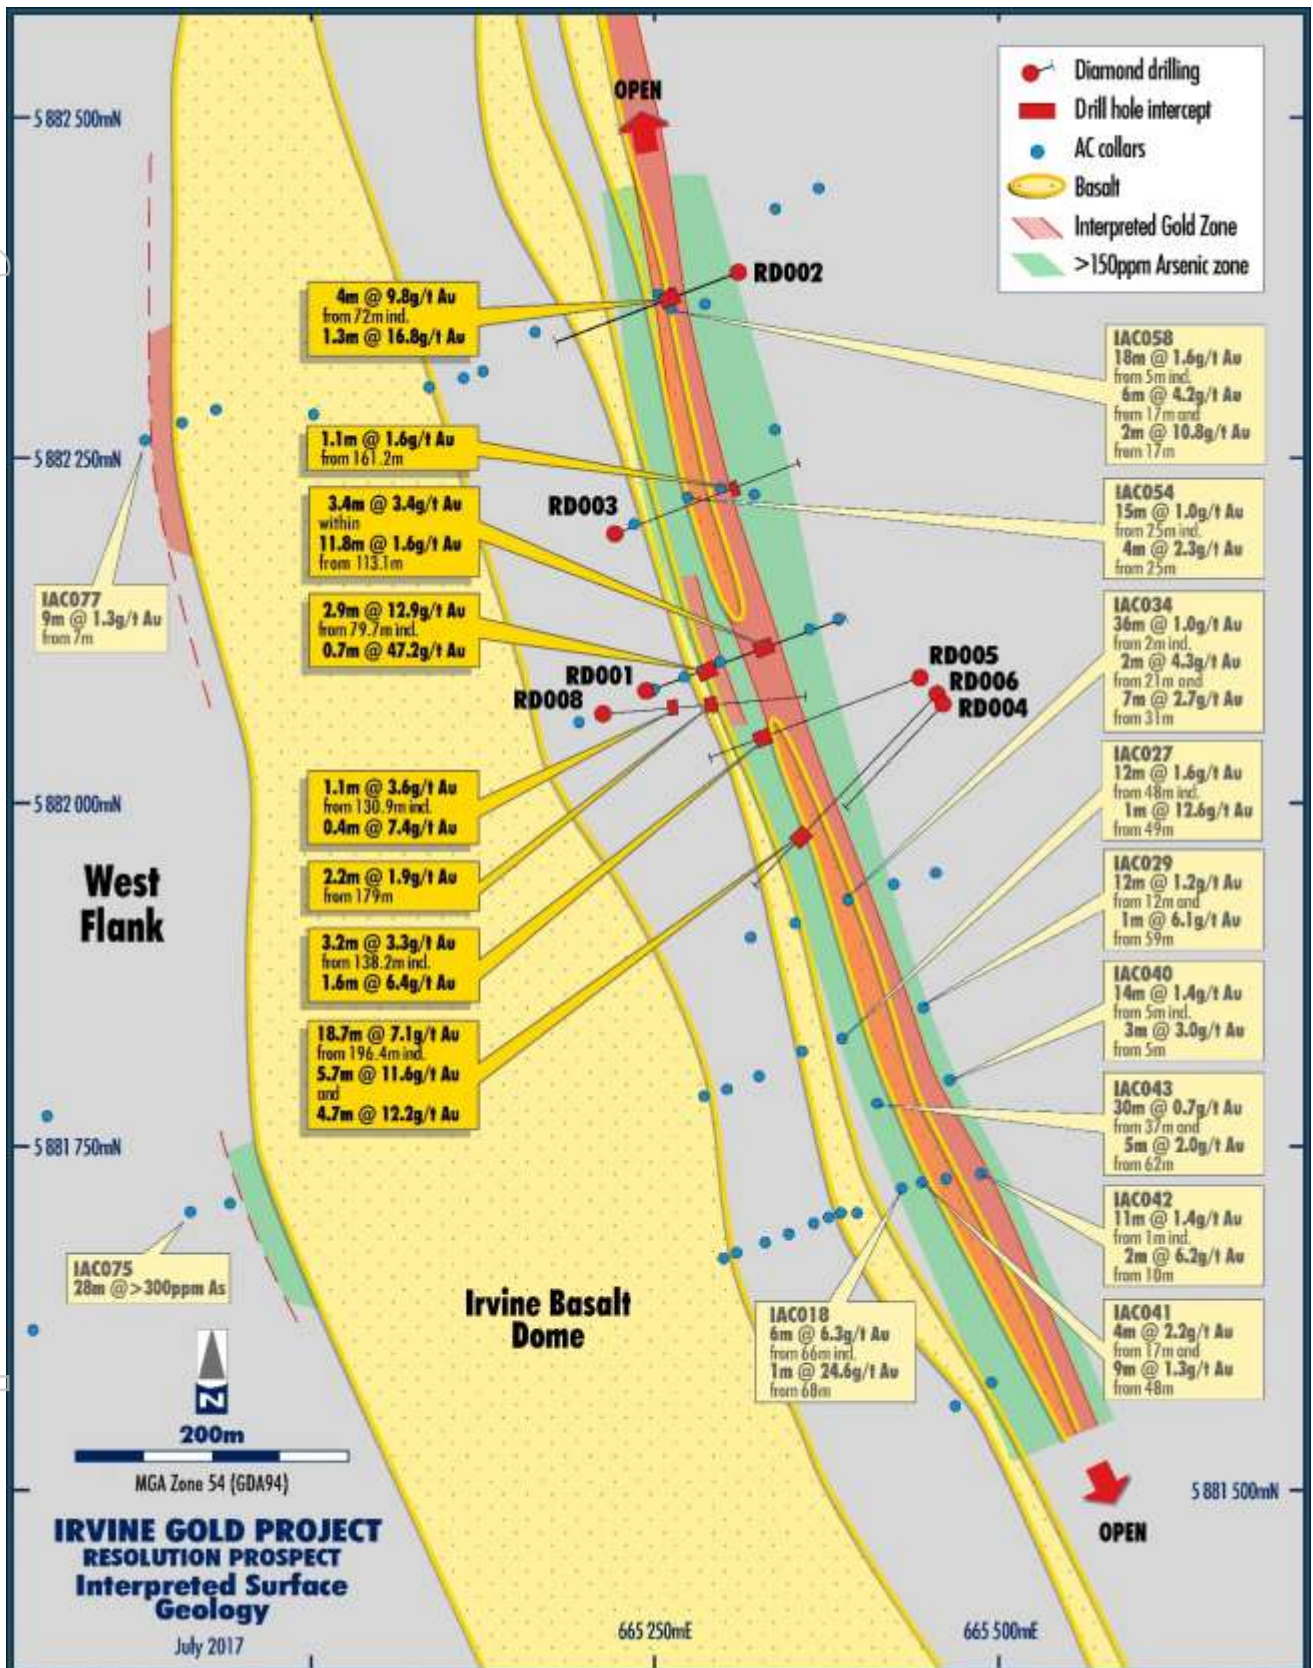 OPEN
Diamond drilling
Drill hole intercept
AC collars
Basalt
Interpreted Gold Zone
>150ppm Arsenic zone
5 882 500mN
RD002
4m @ 9.8g/t Au
from 72m incl.
1.3m @ 16.8g/t Au
IAC058
18m @ 1.6g/t Au
from 5m incl.
6m @ 4.2g/t Au
from 17m and
2m @ 10.8g/t Au
from 17m
1.1m @ 1.6g/t Au
from 161.2m
5 882 250mN
RD003
3.4m @ 3.4g/t Au
within
11.8m @ 1.6g/t Au
from 113.1m
IAC054
15m @ 1.0g/t Au
from 25m incl.
4m @ 2.3g/t Au
from 25m
IAC077
9m @ 1.3g/t Au
from 7m
2.9m @ 12.9g/t Au
from 79.7m incl.
0.7m @ 47.2g/t Au
IAC034
36m @ 1.0g/t Au
from 2m incl.
2m @ 4.3g/t Au
from 21m and
7m @ 2.7g/t Au
from 31m
RD001
RD008
RD005
RD006
RD004
1.1m @ 3.6g/t Au
from 130.9m incl.
0.4m @ 7.4g/t Au
5 882 000mN
IAC027
12m @ 1.6g/t Au
from 48m incl.
1m @ 12.6g/t Au
from 49m
West
Flank
2.2m @ 1.9g/t Au
from 179m
IAC029
12m @ 1.2g/t Au
from 12m and
1m @ 6.1g/t Au
from 59m
3.2m @ 3.3g/t Au
from 138.2m incl.
1.6m @ 6.4g/t Au
IAC040
14m @ 1.4g/t Au
from 5m incl.
3m @ 3.0g/t Au
from 5m
18.7m @ 7.1g/t Au
from 196.4m incl.
5.7m @ 11.6g/t Au
and
4.7m @ 12.2g/t Au
IAC043
30m @ 0.7g/t Au
from 37m and
5m @ 2.0g/t Au
from 62m
5 881 750mN
IAC042
11m @ 1.4g/t Au
from 1m incl.
2m @ 6.2g/t Au
from 10m
IAC075
28m @ >300ppm As
Irvine Basalt
Dome
IAC018
6m @ 6.3g/t Au
from 66m incl.
1m @ 24.6g/t Au
from 68m
IAC041
4m @ 2.2g/t Au
from 17m and
9m @ 1.3g/t Au
from 48m
N
200m
MGA Zone 54 (GDA94)
5 881 500mN
OPEN
IRVINE GOLD PROJECT
RESOLUTION PROSPECT
Interpreted Surface
Geology
July 2017
665 250mE
665 500mE